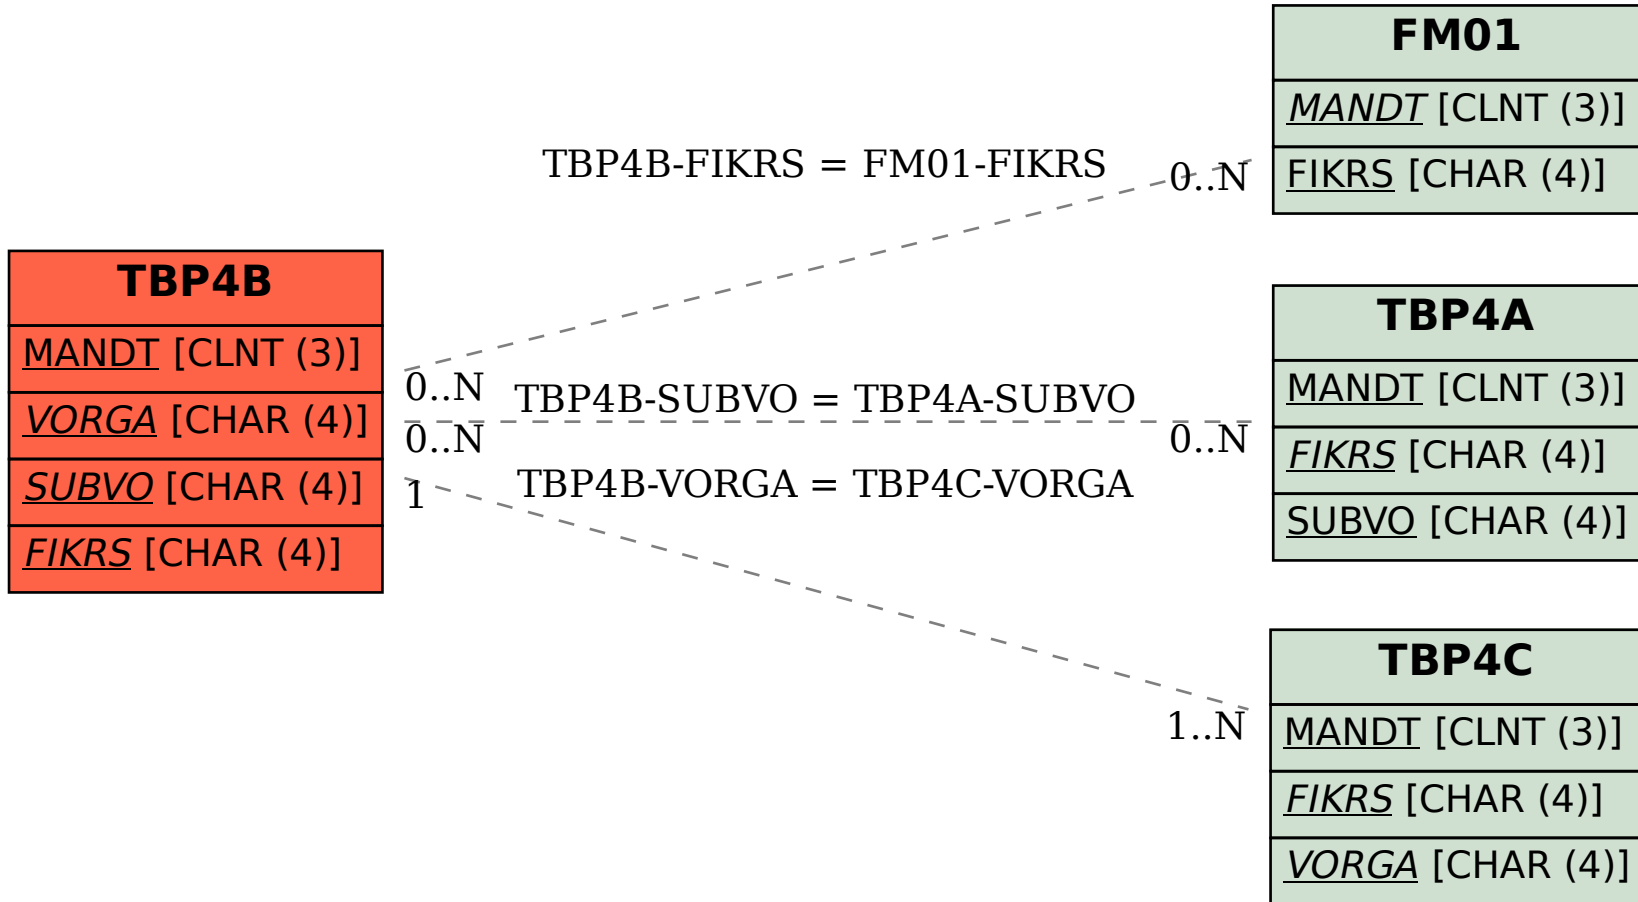 FM01
MANDT [CLNT (3)]
FIKRS [CHAR (4)]
TBP4B-FIKRS = FM01-FIKRS
0..N
TBP4B
MANDT [CLNT (3)]
VORGA [CHAR (4)]
SUBVO [CHAR (4)]
FIKRS [CHAR (4)]
0..N
TBP4B-SUBVO = TBP4A-SUBVO
0..N
0..N
TBP4B-VORGA = TBP4C-VORGA
1
1..N
TBP4A
MANDT [CLNT (3)]
FIKRS [CHAR (4)]
SUBVO [CHAR (4)]
TBP4C
MANDT [CLNT (3)]
FIKRS [CHAR (4)]
VORGA [CHAR (4)]